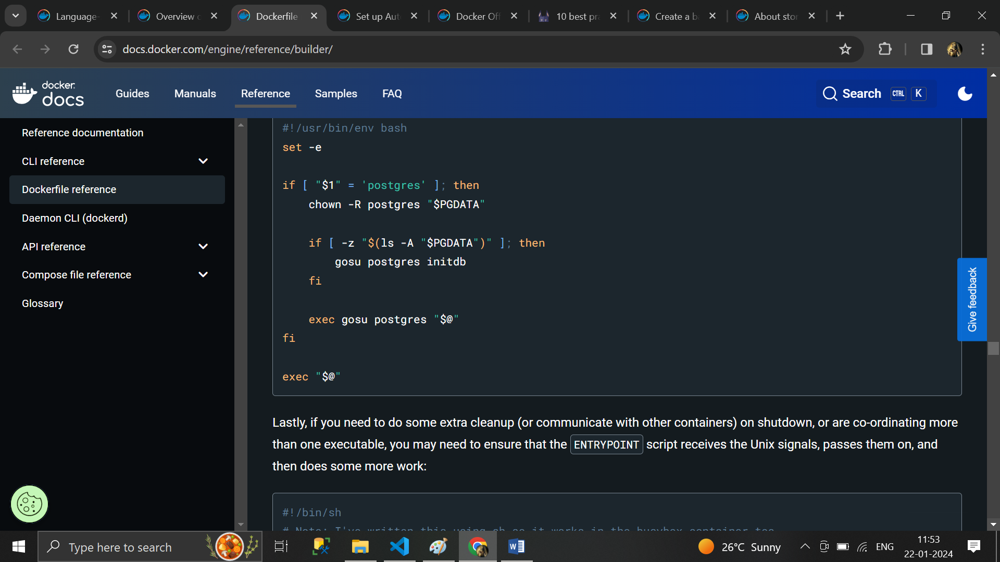 Language-
Overview c
Dockerfile
Set up Aut
Docker Off
10 best pra
Create a ba
About stor
docs.docker.com/engine/reference/builder/
docker
docs
Guides
Manuals
Reference
Samples
FAQ
Search
CTRL
K
Reference documentation
CLI reference
Dockerfile reference
Daemon CLI (dockerd)
API reference
Compose file reference
Glossary
#!/usr/bin/env bash
set -e
if [ "$1" = 'postgres' ]; then
chown -R postgres "$PGDATA"
if [ -z "$(ls -A "$PGDATA")" ]; then
gosu postgres initdb
fi
exec gosu postgres "$@"
fi
exec "$@"
Lastly, if you need to do some extra cleanup (or communicate with other containers) on shutdown, or are co-ordinating more
than one executable, you may need to ensure that the ENTRYPOINT script receives the Unix signals, passes them on, and
then does some more work:
#!/bin/sh
# Note: I've written this using sh so it works in the busybox container too
Give feedback
Type here to search
26°C Sunny
ENG
11:53
22-01-2024